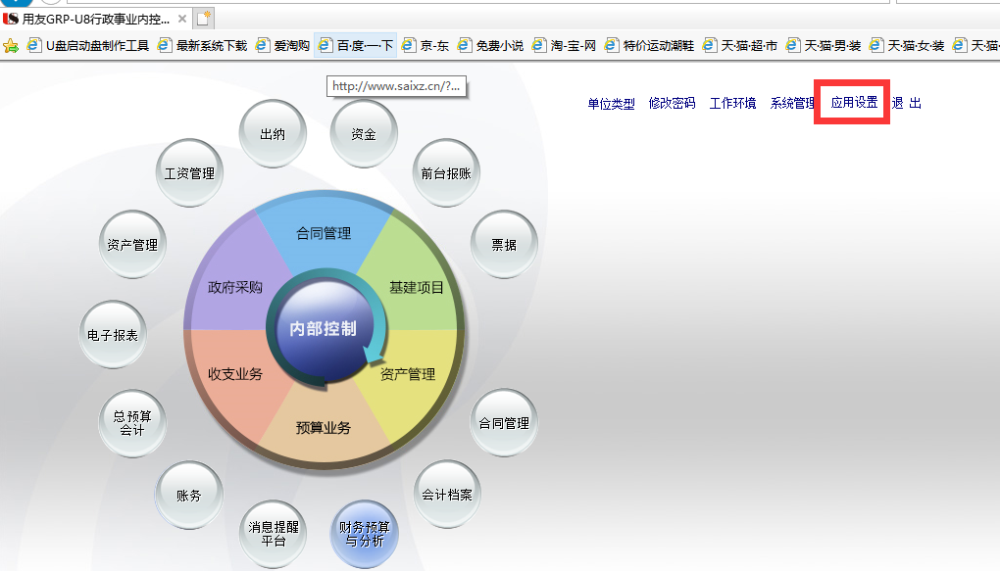 用友GRP-U8行政事业内控...
U盘启动盘制作工具 最新系统下载 爱淘购 百·度·一·下 京-东 免费小说 淘-宝-网 特价运动潮鞋 天·猫·超·市 天·猫·男·装 天·猫·女·装 天·猫
http://www.saixz.cn/?...
单位类型 修改密码 工作环境 系统管理 应用设置 退 出
出纳
资金
工资管理
前台报账
资产管理
票据
电子报表
总预算
会计
合同管理
账务
会计档案
消息提醒
平台
财务预算
与分析
合同管理
政府采购
基建项目
内部控制
收支业务
资产管理
预算业务